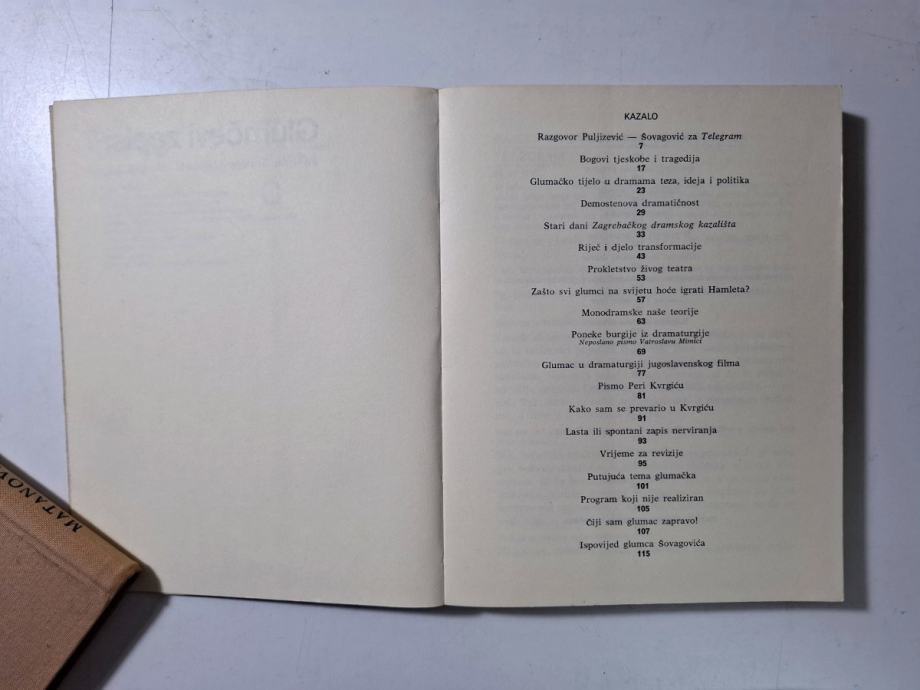 KAZALO
Razgovor Puljizević — Šovagović za Telegram
7
Bogovi tjeskobe i tragedija
17
Glumačko tijelo u dramama teza, ideja i politika
23
Demostenova dramatičnost
29
Stari dani Zagrebačkog dramskog kazališta
33
Riječ i djelo transformacije
43
Prokletstvo živog teatra
53
Zašto svi glumci na svijetu hoće igrati Hamleta?
57
Monodramske naše teorije
63
Poneke burgije iz dramaturgije
Neposlano pismo Vatroslavu Mimici
69
Glumac u dramaturgiji jugoslavenskog filma
77
Pismo Peri Kvrgiću
81
Kako sam se prevario u Kvrgiću
91
Lasta ili spontani zapis nerviranja
93
Vrijeme za revizije
95
Putujuća tema glumačka
101
Program koji nije realiziran
105
Čiji sam glumac zapravo!
107
Ispovijed glumca Šovagovića
115